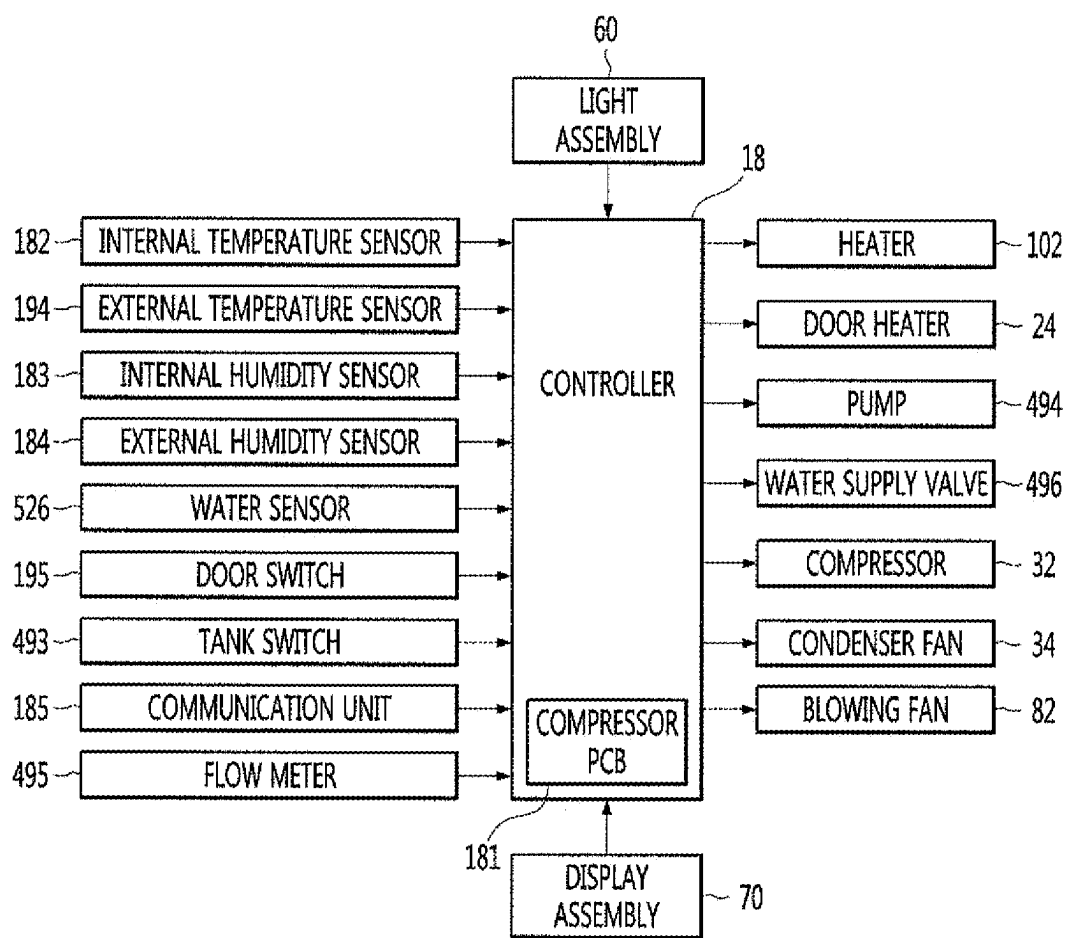 60
LIGHT
ASSEMBLY
18
182 INTERNAL TEMPERATURE SENSOR
HEATER 102
194 EXTERNAL TEMPERATURE SENSOR
DOOR HEATER 24
183 INTERNAL HUMIDITY SENSOR
CONTROLLER
PUMP 494
184 EXTERNAL HUMIDITY SENSOR
WATER SUPPLY VALVE 496
526 WATER SENSOR
195 DOOR SWITCH
COMPRESSOR 32
493 TANK SWITCH
CONDENSER FAN 34
185 COMMUNICATION UNIT
BLOWING FAN 82
COMPRESSOR
PCB
495 FLOW METER
181
DISPLAY
ASSEMBLY
70